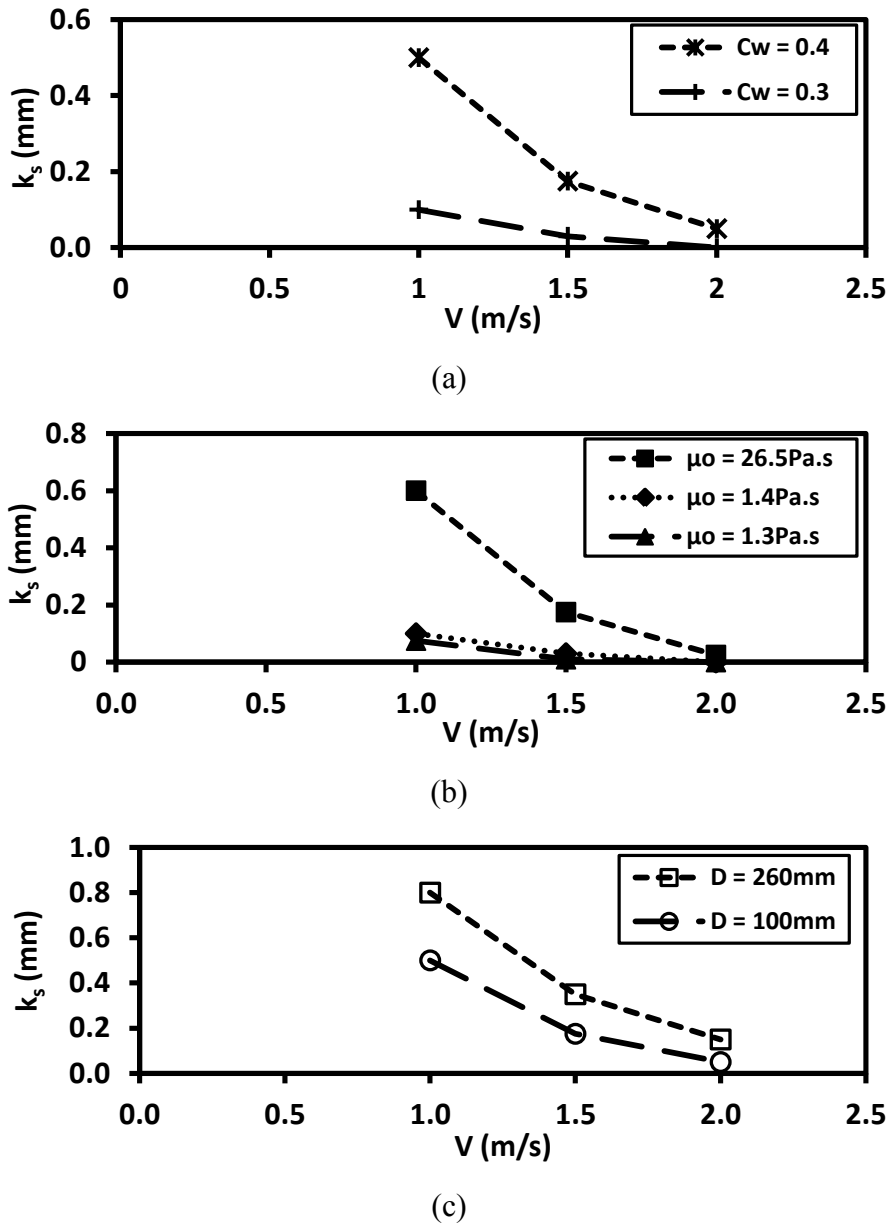 0.6
0.4
0.2
0.0
k_s (mm)
Cw = 0.4
Cw = 0.3
0 0.5 1 1.5 2 2.5
V (m/s)
(a)
0.8
0.6
0.4
0.2
0
k_s (mm)
µo = 26.5Pa.s
µo = 1.4Pa.s
µo = 1.3Pa.s
0.0 0.5 1.0 1.5 2.0 2.5
V (m/s)
(b)
1.0
0.8
0.6
0.4
0.2
0.0
k_s (mm)
D = 260mm
D = 100mm
0.0 0.5 1.0 1.5 2.0 2.5
V (m/s)
(c)